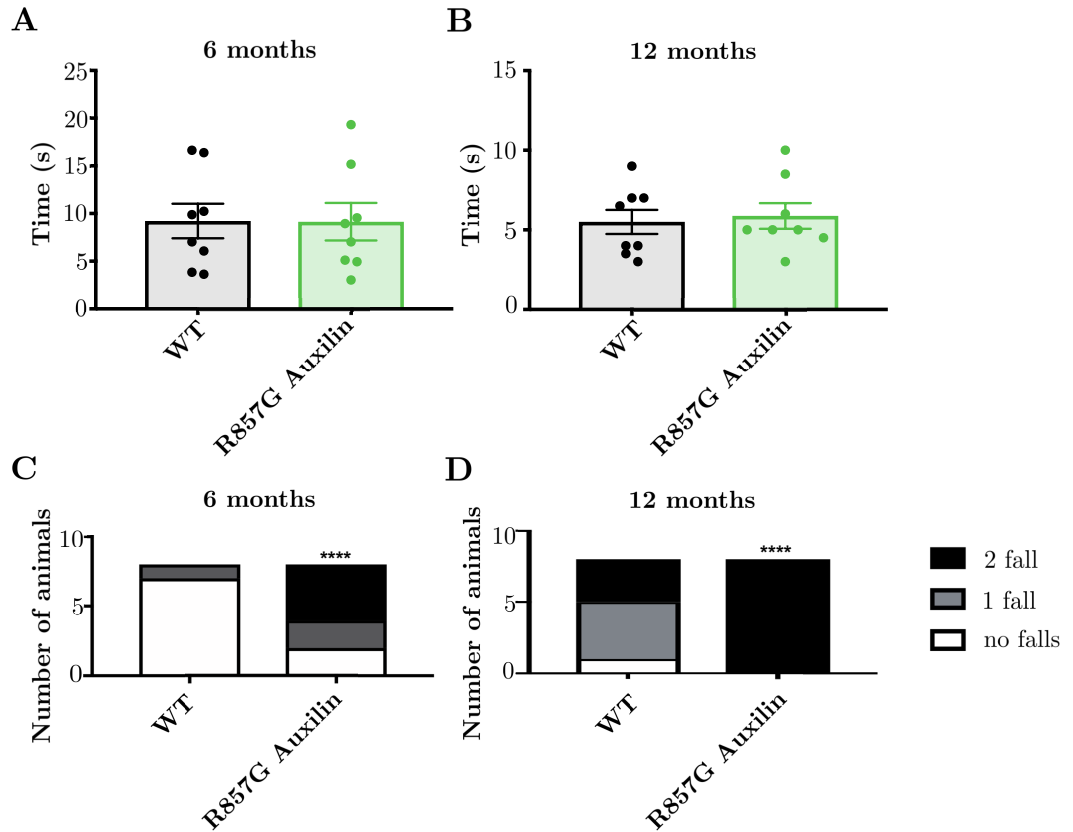 A
6 months
Time (s)
25
20
15
10
5
0
WT
R857G Auxilin
B
12 months
Time (s)
15
10
5
0
WT
R857G Auxilin
C
6 months
Number of animals
10
5
0
****
WT
R857G Auxilin
D
12 months
Number of animals
10
5
0
****
WT
R857G Auxilin
2 fall
1 fall
no falls